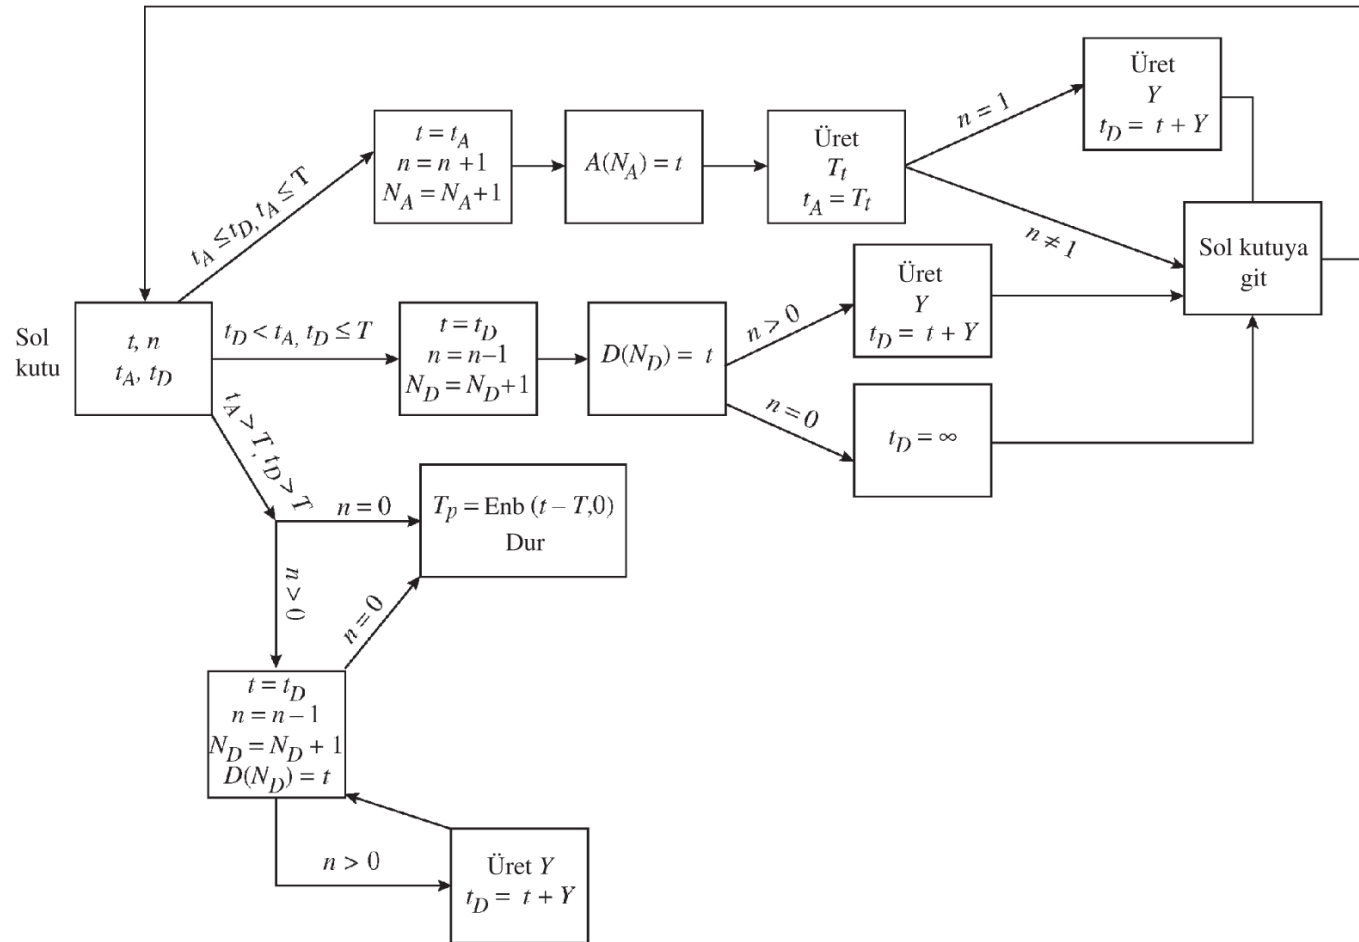 Sol
kutu
t, n
t_A, t_D
t_A ≤ t_D, t_A ≤ T
t = t_A
n = n +1
N_A = N_A+1
A(N_A) = t
Üret
T_t
t_A = T_t
n = 1
Üret
Y
t_D = t + Y
n ≠ 1
Sol kutuya
git
t_D < t_A, t_D ≤ T
t = t_D
n = n–1
N_D = N_D+1
D(N_D) = t
n > 0
Üret
Y
t_D = t + Y
n = 0
t_D = ∞
t_A > T, t_D > T
n = 0
T_p = Enb (t – T,0)
Dur
n > 0
t = t_D
n = n – 1
N_D = N_D + 1
D(N_D) = t
n = 0
n > 0
Üret Y
t_D = t + Y